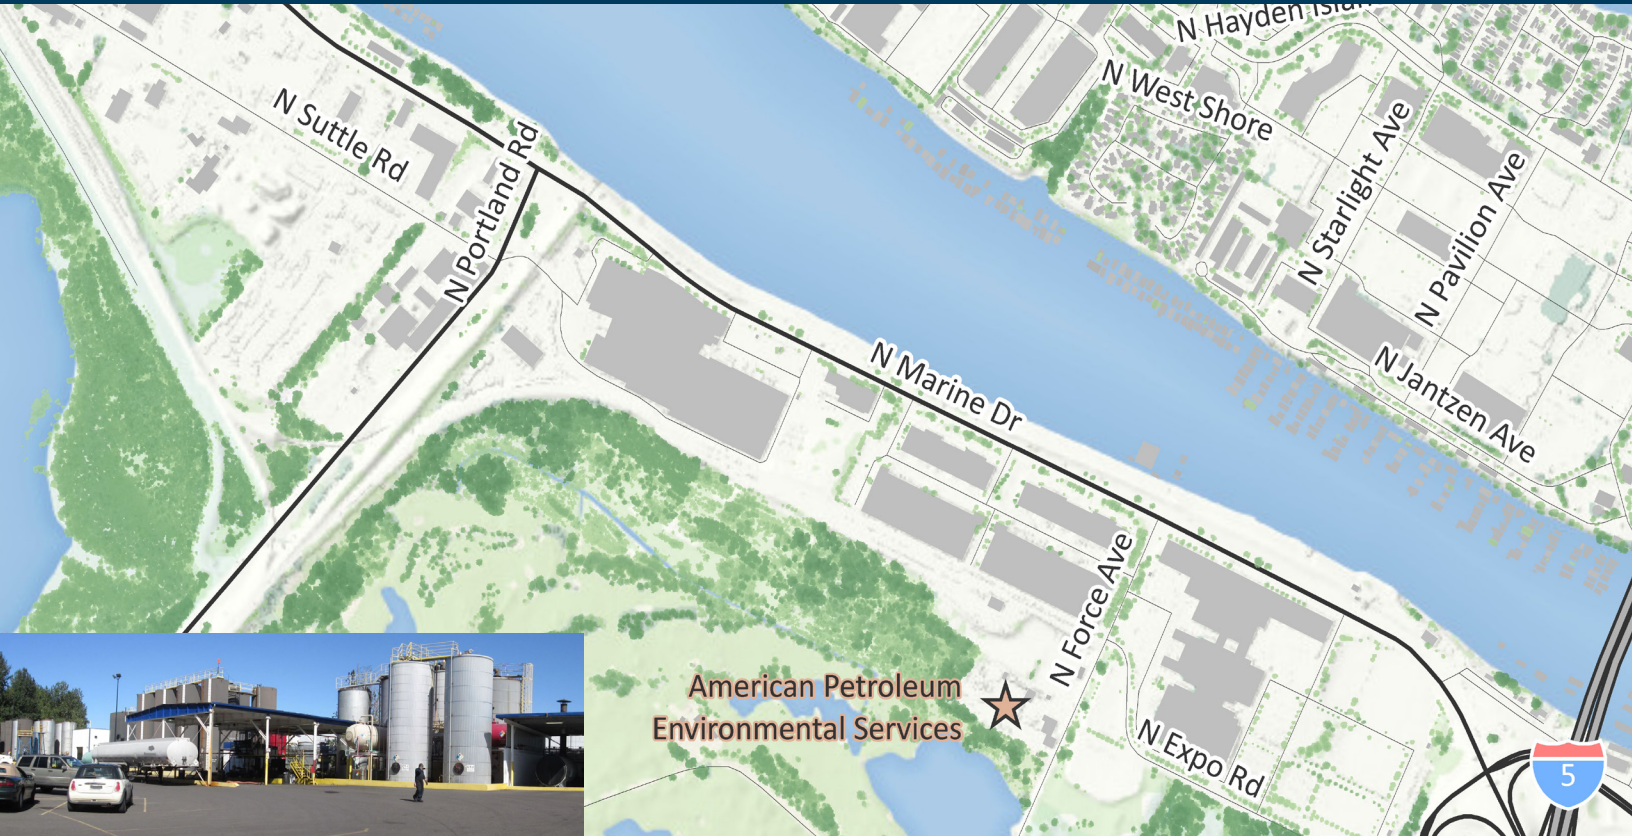 N Hayden Islan
N West Shore
N Suttle Rd
N Portland Rd
N Starlight Ave
N Pavilion Ave
N Marine Dr
N Jantzen Ave
N Force Ave
American Petroleum
Environmental Services
N Expo Rd
5